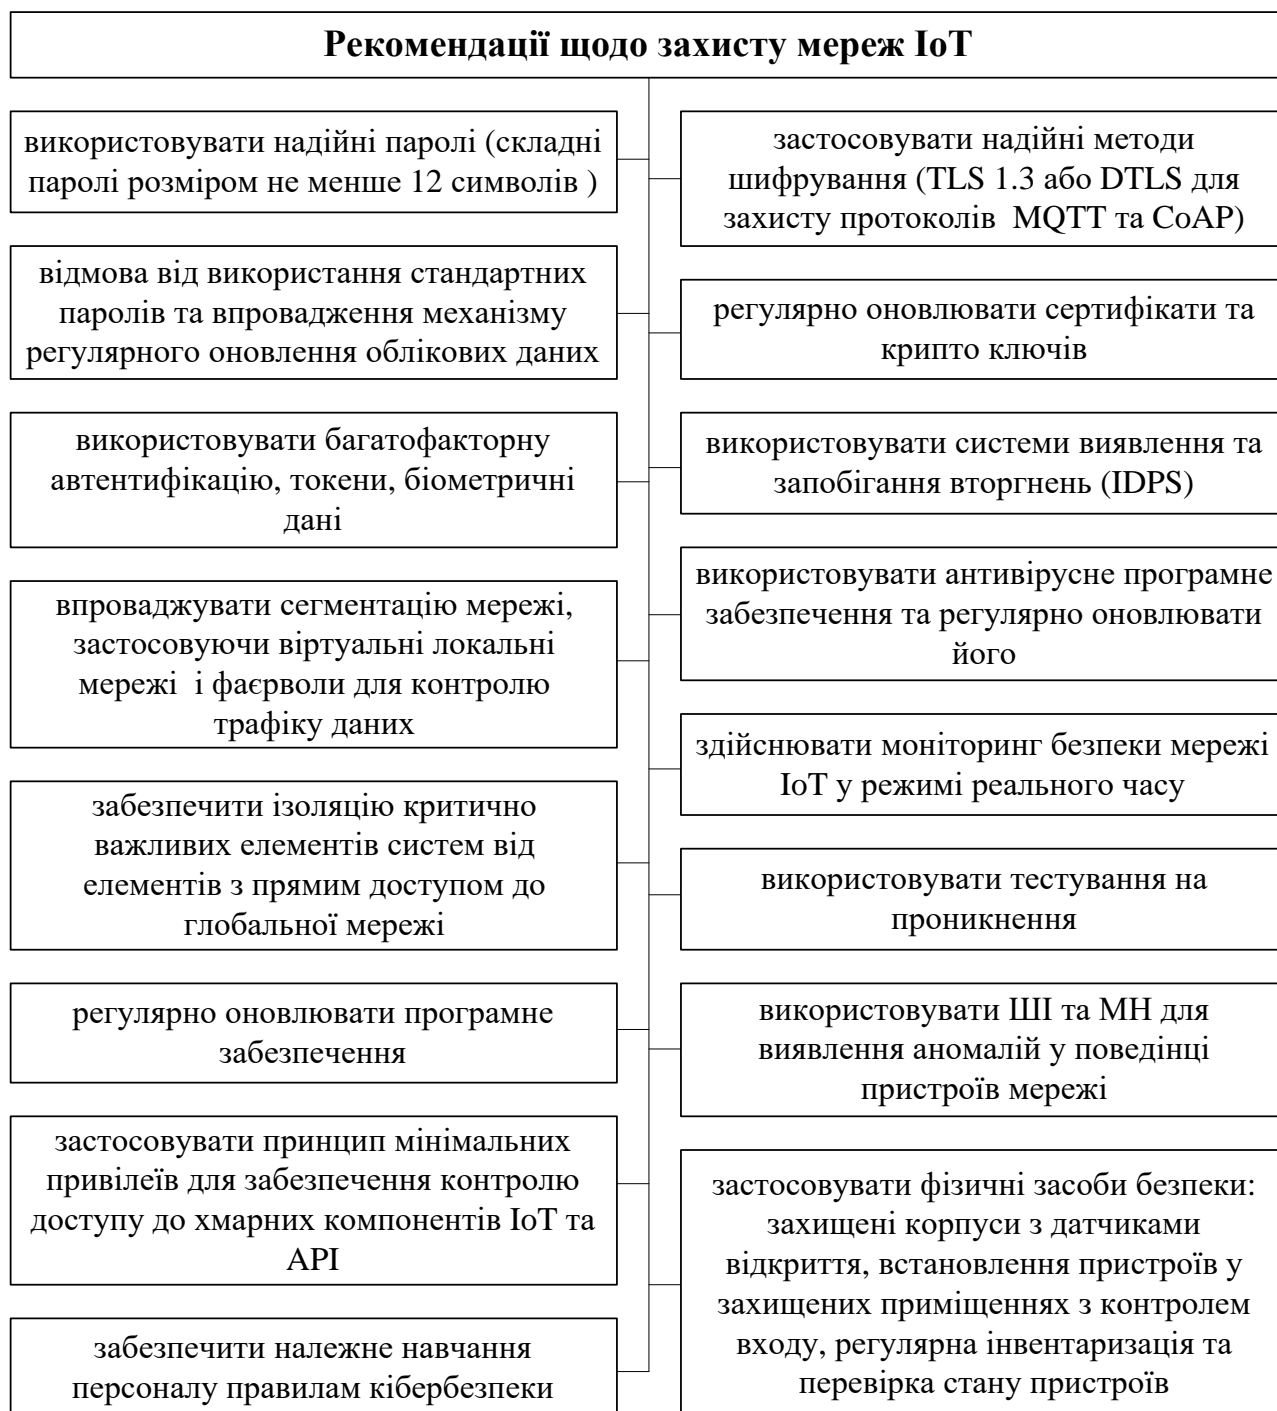 Рекомендації щодо захисту мереж IoT
використовувати надійні паролі (складні
паролі розміром не менше 12 символів )
відмова від використання стандартних
паролів та впровадження механізму
регулярного оновлення облікових даних
використовувати багатофакторну
автентифікацію, токени, біометричні
дані
впроваджувати сегментацію мережі,
застосовуючи віртуальні локальні
мережі і фаєрволи для контролю
трафіку даних
забезпечити ізоляцію критично
важливих елементів систем від
елементів з прямим доступом до
глобальної мережі
регулярно оновлювати програмне
забезпечення
застосовувати принцип мінімальних
привілеїв для забезпечення контролю
доступу до хмарних компонентів IoT та
API
забезпечити належне навчання
персоналу правилам кібербезпеки
застосовувати надійні методи
шифрування (TLS 1.3 або DTLS для
захисту протоколів MQTT та CoAP)
регулярно оновлювати сертифікати та
крипто ключів
використовувати системи виявлення та
запобігання вторгнень (IDPS)
використовувати антивірусне програмне
забезпечення та регулярно оновлювати
його
здійснювати моніторинг безпеки мережі
IoT у режимі реального часу
використовувати тестування на
проникнення
використовувати ШІ та МН для
виявлення аномалій у поведінці
пристроїв мережі
застосовувати фізичні засоби безпеки:
захищені корпуси з датчиками
відкриття, встановлення пристроїв у
захищених приміщеннях з контролем
входу, регулярна інвентаризація та
перевірка стану пристроїв